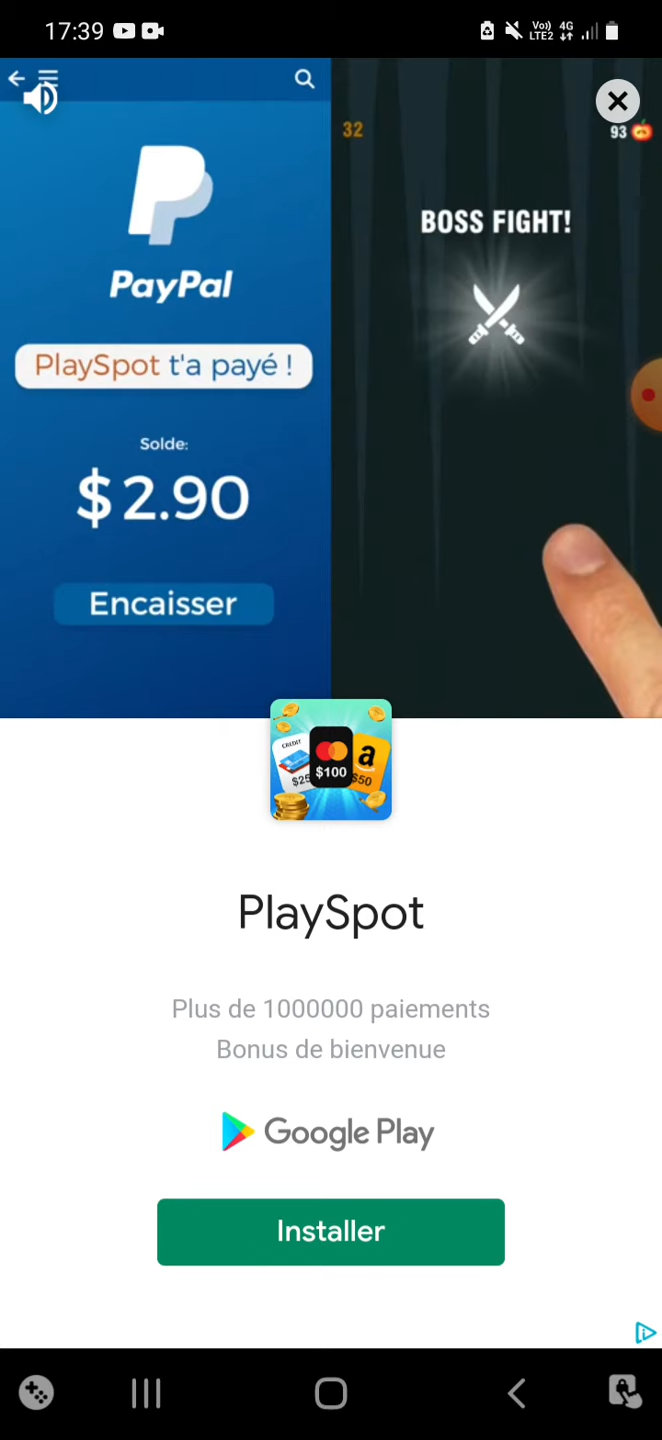 17:39
Vo))
LTE2
4G
PayPal
PlaySpot t'a payé !
Solde:
$2.90
Encaisser
32
93
BOSS FIGHT!
CREDIT
$25
$100
a
$50
PlaySpot
Plus de 1000000 paiements
Bonus de bienvenue
Google Play
Installer